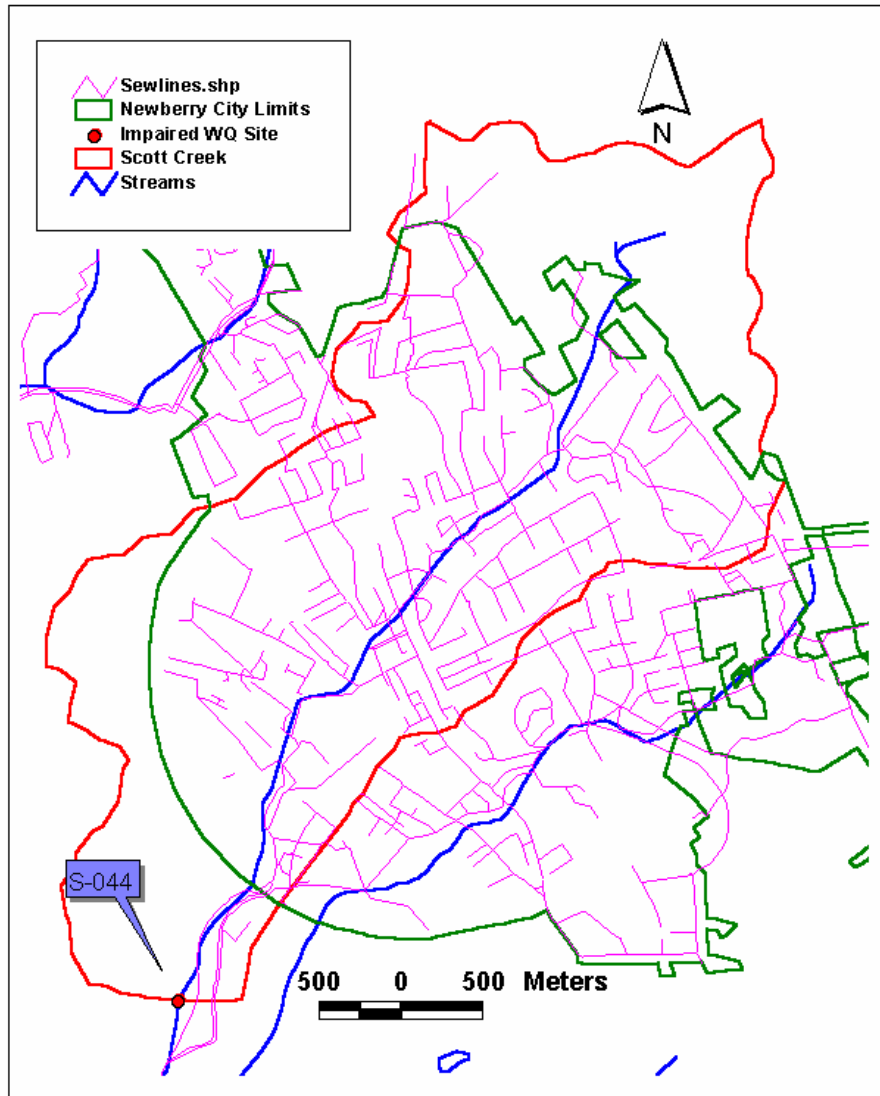 Sewlines.shp
Newberry City Limits
Impaired WQ Site
Scott Creek
Streams
N
S-044
500 0 500 Meters